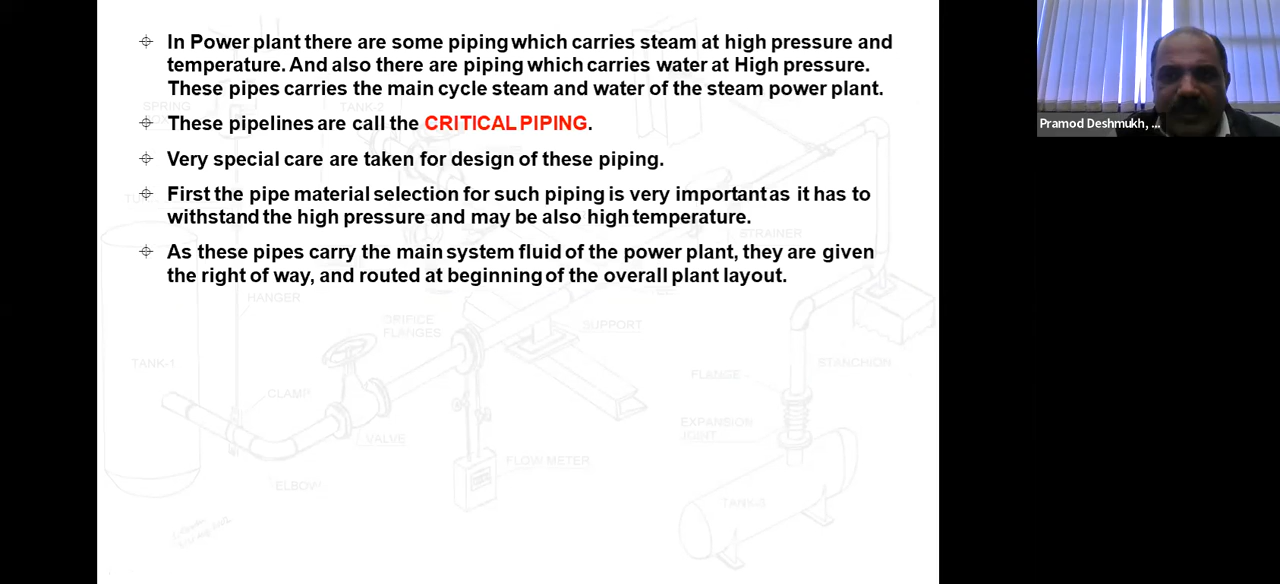 In Power plant there are some piping which carries steam at high pressure and
temperature. And also there are piping which carries water at High pressure.
These pipes carries the main cycle steam and water of the steam power plant.
These pipelines are call the CRITICAL PIPING.
Very special care are taken for design of these piping.
First the pipe material selection for such piping is very important as it has to
withstand the high pressure and may be also high temperature.
As these pipes carry the main system fluid of the power plant, they are given
the right of way, and routed at beginning of the overall plant layout.
Pramod Deshmukh, ...
SPRING
TANK-2
STRAINER
HANGER
ORIFICE
FLANGES
SUPPORT
TANK-1
STANCHION
FLANGE
CLAMP
EXPANSION
JOINT
VALVE
FLOW METER
ELBOW
TANK-3